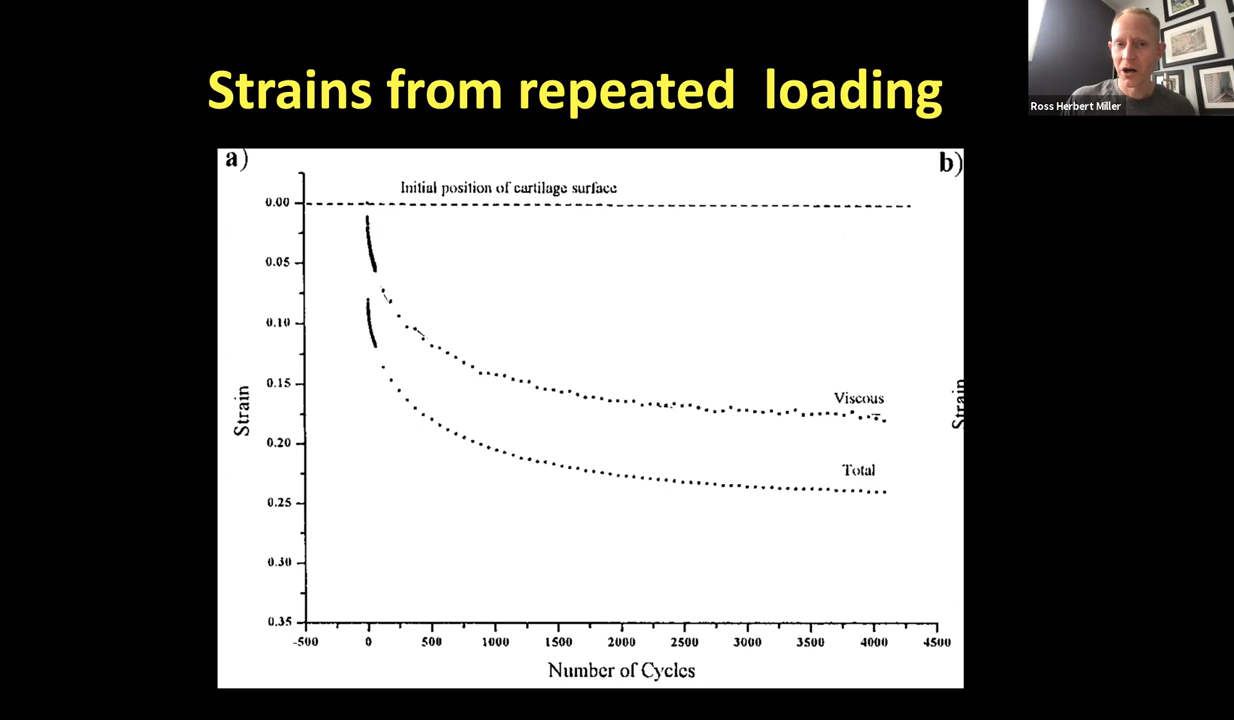 Strains from repeated loading
Ross Herbert Miller
a)
b)
Initial position of cartilage surface
0.00
0.05
0.10
0.15
0.20
0.25
0.30
0.35
Strain
Viscous
Total
Strain
-500
0
500
1000
1500
2000
2500
3000
3500
4000
4500
Number of Cycles